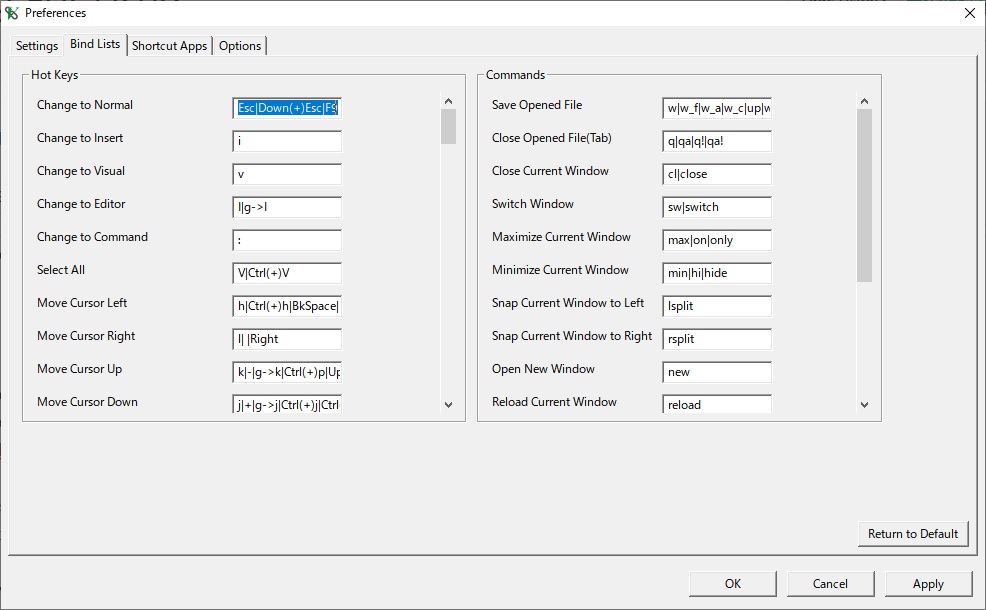 Preferences
Settings Bind Lists Shortcut Apps Options
Hot Keys
Change to Normal Esc|Down(+)Esc|F9
Change to Insert i
Change to Visual v
Change to Editor I|g->I
Change to Command :
Select All V|Ctrl(+)V
Move Cursor Left h|Ctrl(+)h|BkSpace|
Move Cursor Right l| |Right
Move Cursor Up k|-|g->k|Ctrl(+)p|Up
Move Cursor Down j|+|g->j|Ctrl(+)j|Ctrl
Commands
Save Opened File w|w_f|w_a|w_c|up|w
Close Opened File(Tab) q|qa|q!|qa!
Close Current Window cl|close
Switch Window sw|switch
Maximize Current Window max|on|only
Minimize Current Window min|hi|hide
Snap Current Window to Left lsplit
Snap Current Window to Right rsplit
Open New Window new
Reload Current Window reload
Return to Default
OK Cancel Apply